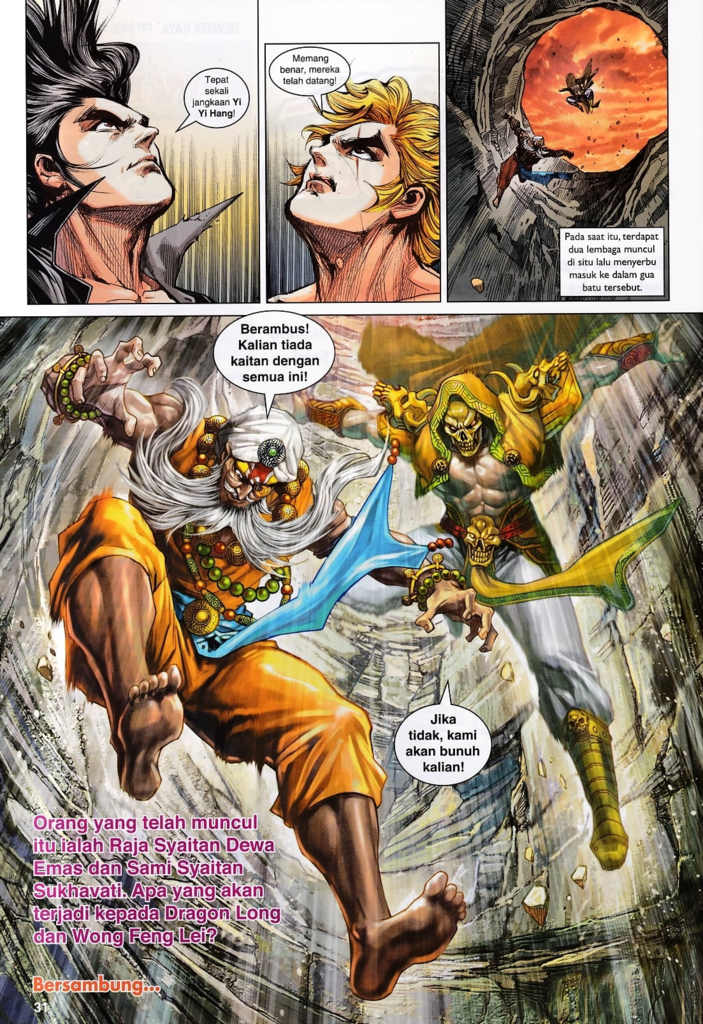 Tepat
sekali
jangkaan Yi
Yi Hang!
Memang
benar, mereka
telah datang!
Pada saat itu, terdapat
dua lembaga muncul
di situ lalu menyerbu
masuk ke dalam gua
batu tersebut.
Berambus!
Kalian tiada
kaitan dengan
semua ini!
Jika
tidak, kami
akan bunuh
kalian!
Orang yang telah muncul
itu ialah Raja Syaitan Dewa
Emas dan Sami Syaitan
Sukhavati. Apa yang akan
terjadi kepada Dragon Long
dan Wong Feng Lei?
Bersambung...
31